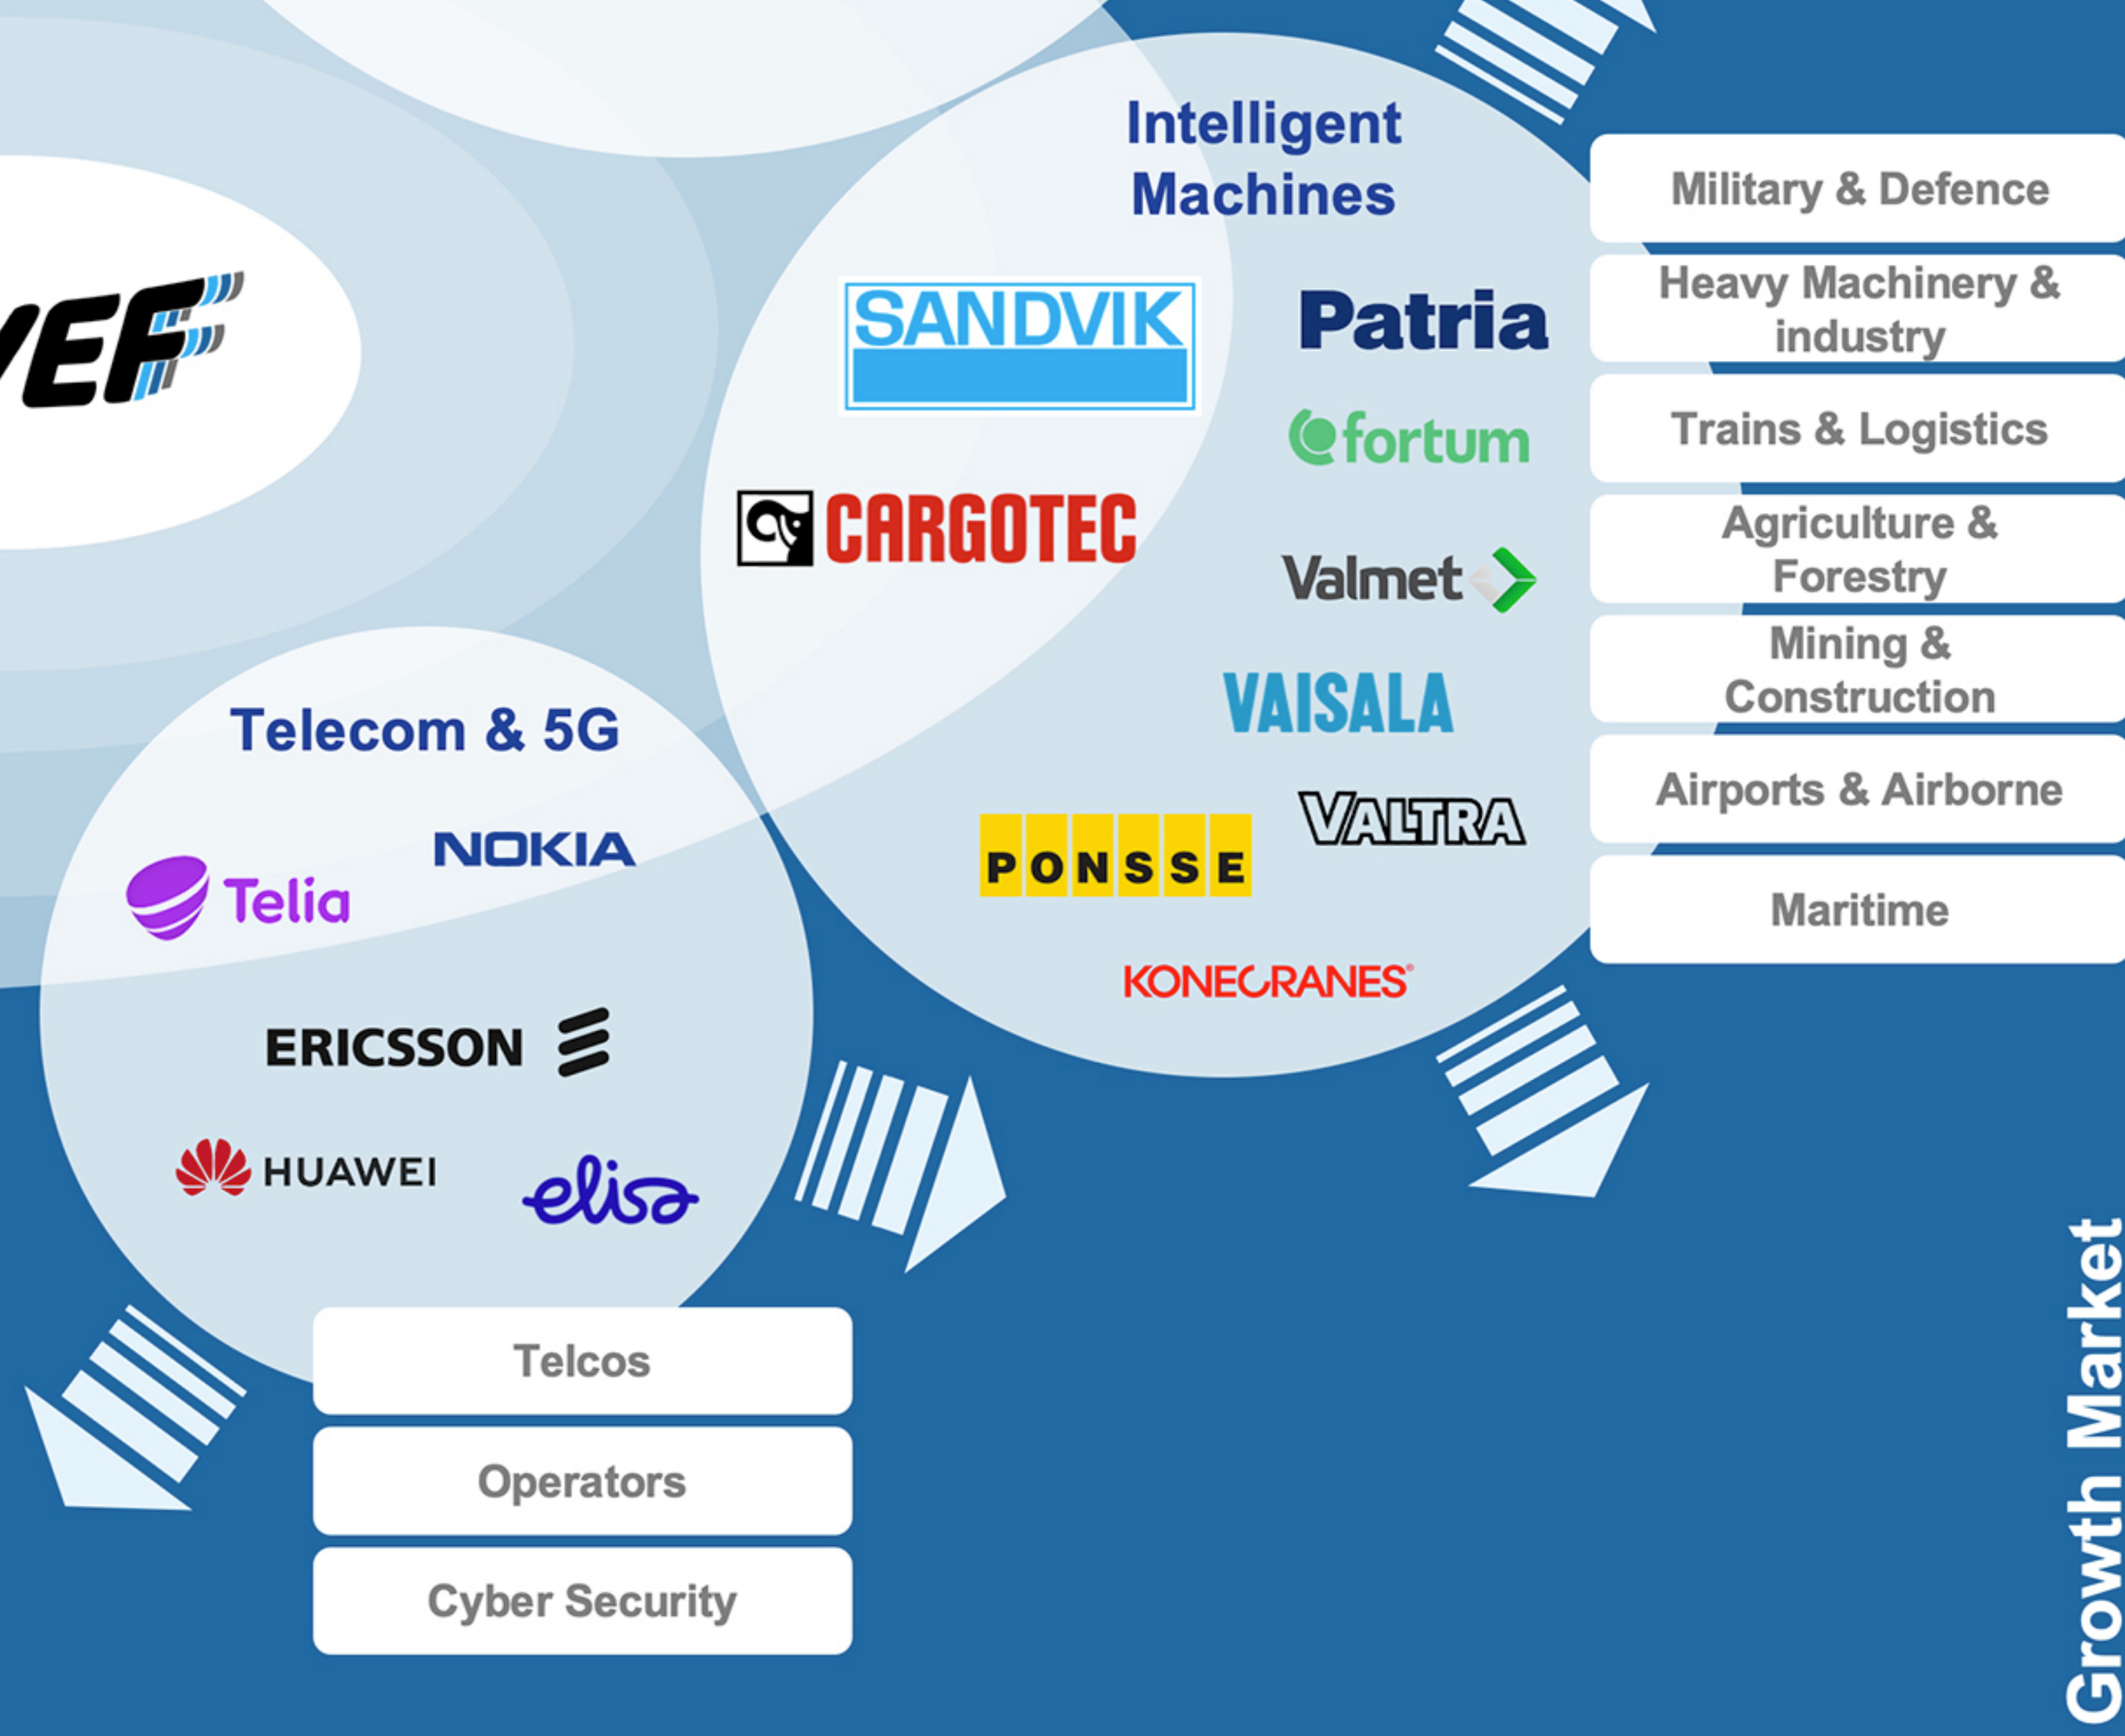 Intelligent
Machines
SANDVIK
Patria
fortum
CARGOTEC
Valmet
VAISALA
PONSSE
VALTRA
KONECRANES®
Military & Defence
Heavy Machinery &
industry
Trains & Logistics
Agriculture &
Forestry
Mining &
Construction
Airports & Airborne
Maritime
EF
Telecom & 5G
NOKIA
Telia
ERICSSON
HUAWEI
elisa
Telcos
Operators
Cyber Security
Growth Market